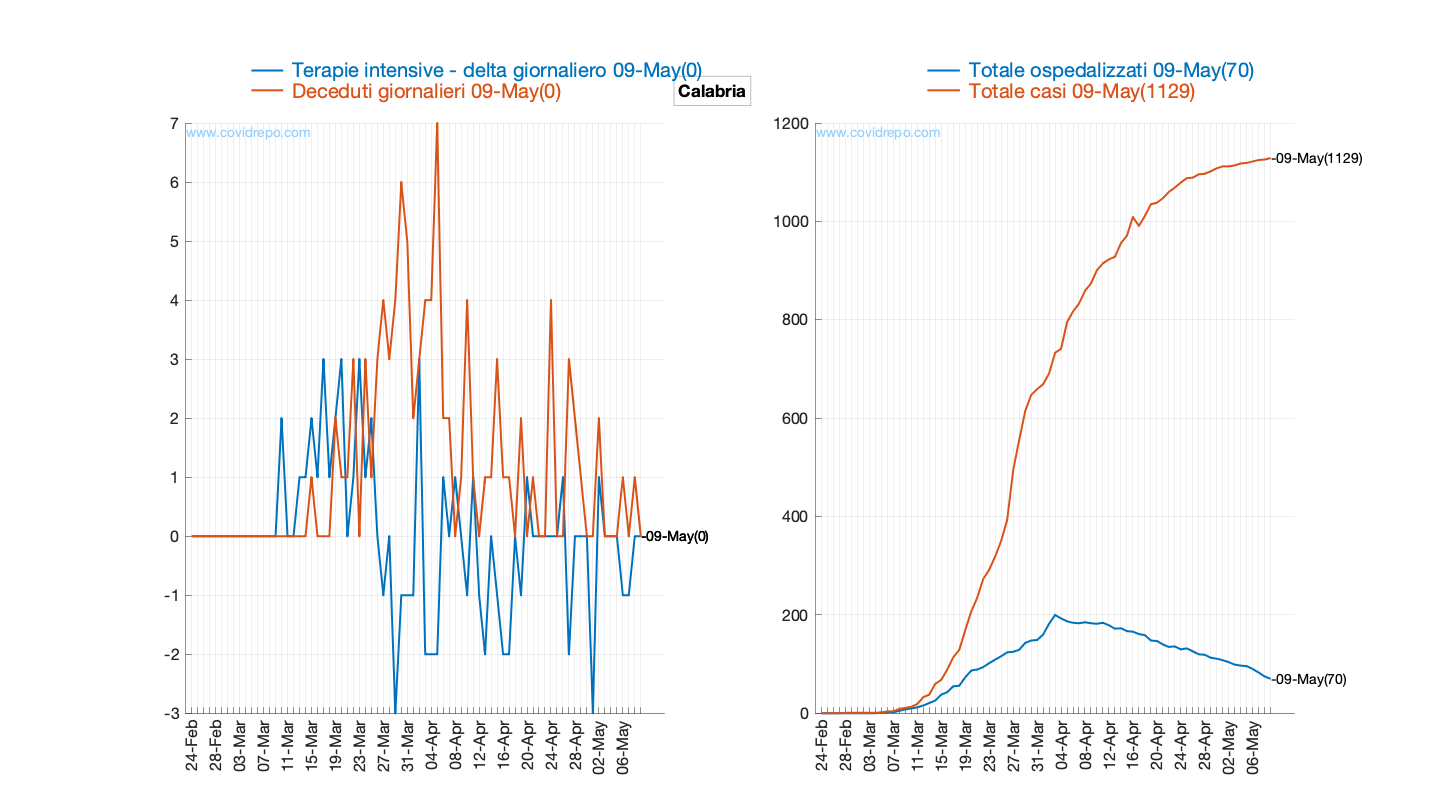 Terapie intensive - delta giornaliero 09-May(0)
Deceduti giornalieri 09-May(0)
Calabria
Totale ospedalizzati 09-May(70)
Totale casi 09-May(1129)
www.covidrepo.com
7
6
5
4
3
2
1
0
-1
-2
-3
-09-May(0)
24-Feb
28-Feb
03-Mar
07-Mar
11-Mar
15-Mar
19-Mar
23-Mar
27-Mar
31-Mar
04-Apr
08-Apr
12-Apr
16-Apr
20-Apr
24-Apr
28-Apr
02-May
06-May
www.covidrepo.com
1200
1000
800
600
400
200
0
-09-May(1129)
-09-May(70)
24-Feb
28-Feb
03-Mar
07-Mar
11-Mar
15-Mar
19-Mar
23-Mar
27-Mar
31-Mar
04-Apr
08-Apr
12-Apr
16-Apr
20-Apr
24-Apr
28-Apr
02-May
06-May